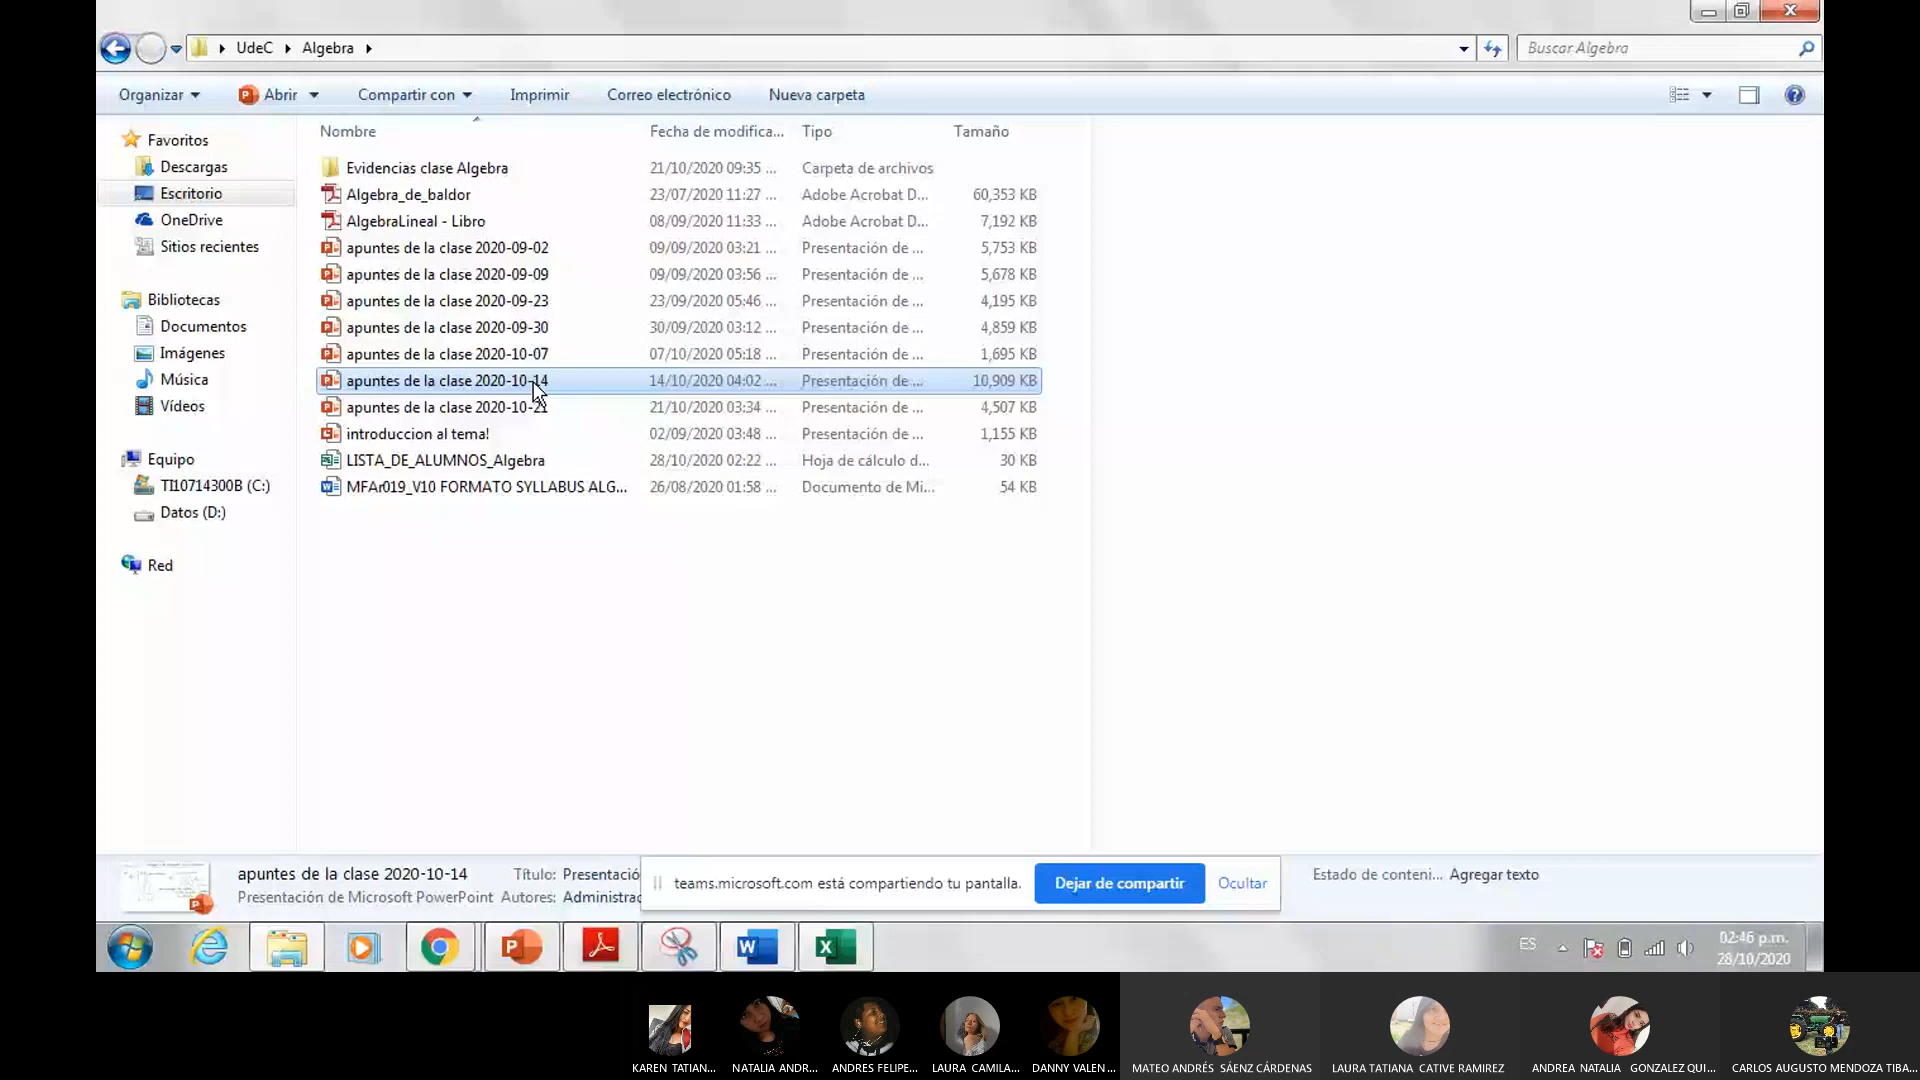 UdeC ▸ Algebra ▸
Buscar Algebra
Organizar Abrir Compartir con Imprimir Correo electrónico Nueva carpeta
Nombre Fecha de modifica... Tipo Tamaño
Favoritos
Descargas
Escritorio
OneDrive
Sitios recientes
Bibliotecas
Documentos
Imágenes
Música
Vídeos
Equipo
TI10714300B (C:)
Datos (D:)
Red
Evidencias clase Algebra 21/10/2020 09:35 ... Carpeta de archivos
Algebra_de_baldor 23/07/2020 11:27 ... Adobe Acrobat D... 60,353 KB
AlgebraLineal - Libro 08/09/2020 11:33 ... Adobe Acrobat D... 7,192 KB
apuntes de la clase 2020-09-02 09/09/2020 03:21 ... Presentación de ... 5,753 KB
apuntes de la clase 2020-09-09 09/09/2020 03:56 ... Presentación de ... 5,678 KB
apuntes de la clase 2020-09-23 23/09/2020 05:46 ... Presentación de ... 4,195 KB
apuntes de la clase 2020-09-30 30/09/2020 03:12 ... Presentación de ... 4,859 KB
apuntes de la clase 2020-10-07 07/10/2020 05:18 ... Presentación de ... 1,695 KB
apuntes de la clase 2020-10-14 14/10/2020 04:02 ... Presentación de ... 10,909 KB
apuntes de la clase 2020-10-21 21/10/2020 03:34 ... Presentación de ... 4,507 KB
introduccion al tema! 02/09/2020 03:48 ... Presentación de ... 1,155 KB
LISTA_DE_ALUMNOS_Algebra 28/10/2020 02:22 ... Hoja de cálculo d... 30 KB
MFAr019_V10 FORMATO SYLLABUS ALG... 26/08/2020 01:58 ... Documento de Mi... 54 KB
apuntes de la clase 2020-10-14 Título: Presentació
Presentación de Microsoft PowerPoint Autores: Administrac
teams.microsoft.com está compartiendo tu pantalla. Dejar de compartir Ocultar
Estado de conteni... Agregar texto
ES
02:46 p.m.
28/10/2020
KAREN TATIAN... NATALIA ANDR... ANDRES FELIPE... LAURA CAMILA... DANNY VALEN... MATEO ANDRÉS SÁENZ CÁRDENAS LAURA TATIANA CATIVE RAMIREZ ANDREA NATALIA GONZALEZ QUI... CARLOS AUGUSTO MENDOZA TIBA...